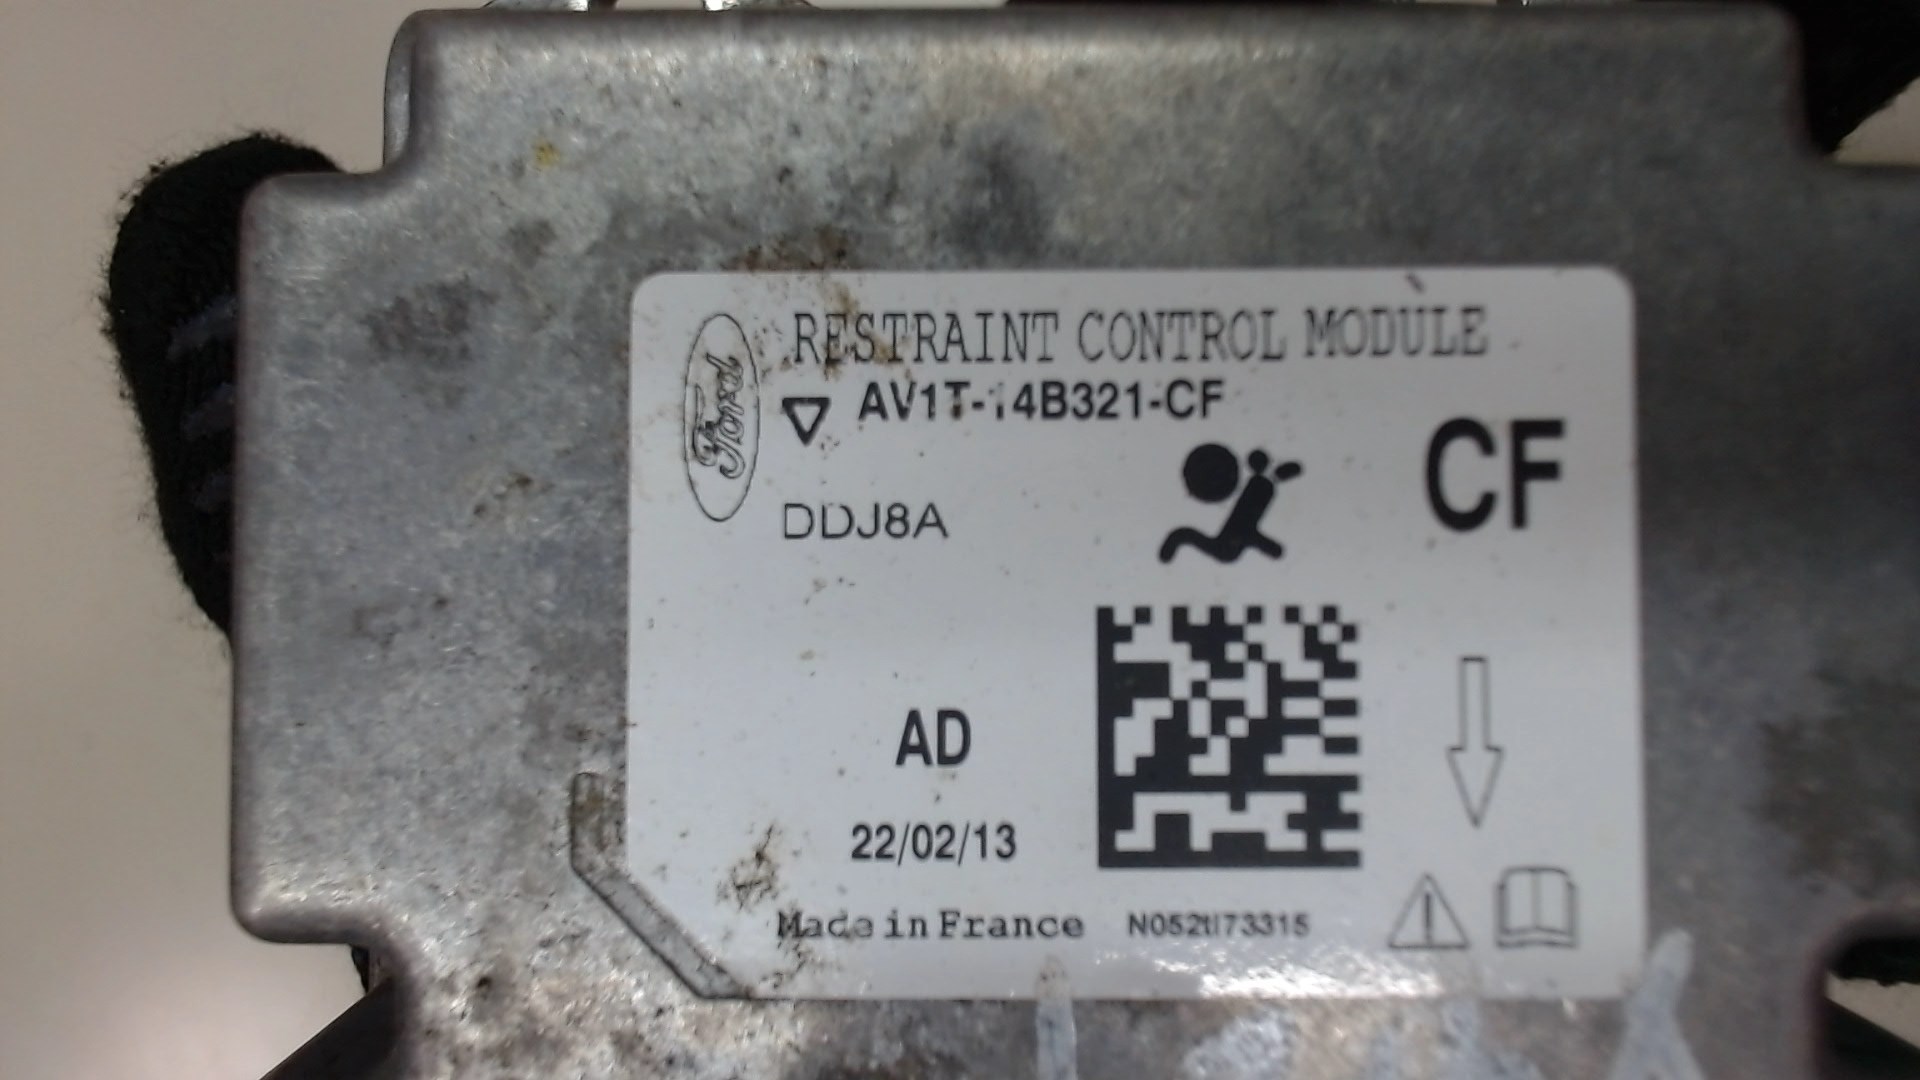 RESTRAINT CONTROL MODULE
Ford
AV1T-14B321-CF
CF
DDJ8A
AD
22/02/13
Made in France